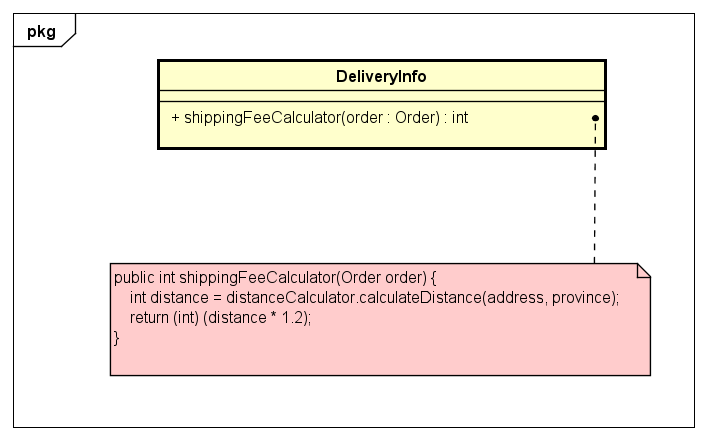 pkg
DeliveryInfo
+ shippingFeeCalculator(order : Order) : int
public int shippingFeeCalculator(Order order) {
    int distance = distanceCalculator.calculateDistance(address, province);
    return (int) (distance * 1.2);
}